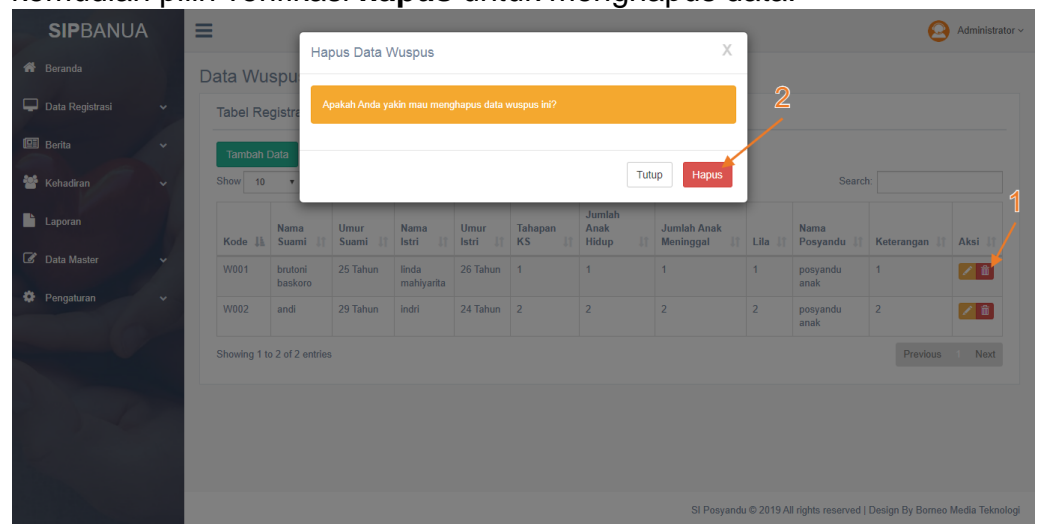 kemudian pilih verifikasi hapus untuk menghapus data.
SIPBANUA
Administrator
Beranda
Data Registrasi
Berita
Kehadiran
Laporan
Data Master
Pengaturan
Data Wuspu
Tabel Registra
Tambah Data
Show 10
Search:
Hapus Data Wuspus X
Apakah Anda yakin mau menghapus data wuspus ini?
Tutup Hapus
2
1
Kode Nama Suami Umur Suami Nama Istri Umur Istri Tahapan KS Jumlah Anak Hidup Jumlah Anak Meninggal Lila Nama Posyandu Keterangan Aksi
W001 brutoni baskoro 25 Tahun linda mahiyarita 26 Tahun 1 1 1 1 posyandu anak 1
W002 andi 29 Tahun indri 24 Tahun 2 2 2 2 posyandu anak 2
Showing 1 to 2 of 2 entries
Previous 1 Next
SI Posyandu © 2019 All rights reserved | Design By Borneo Media Teknologi